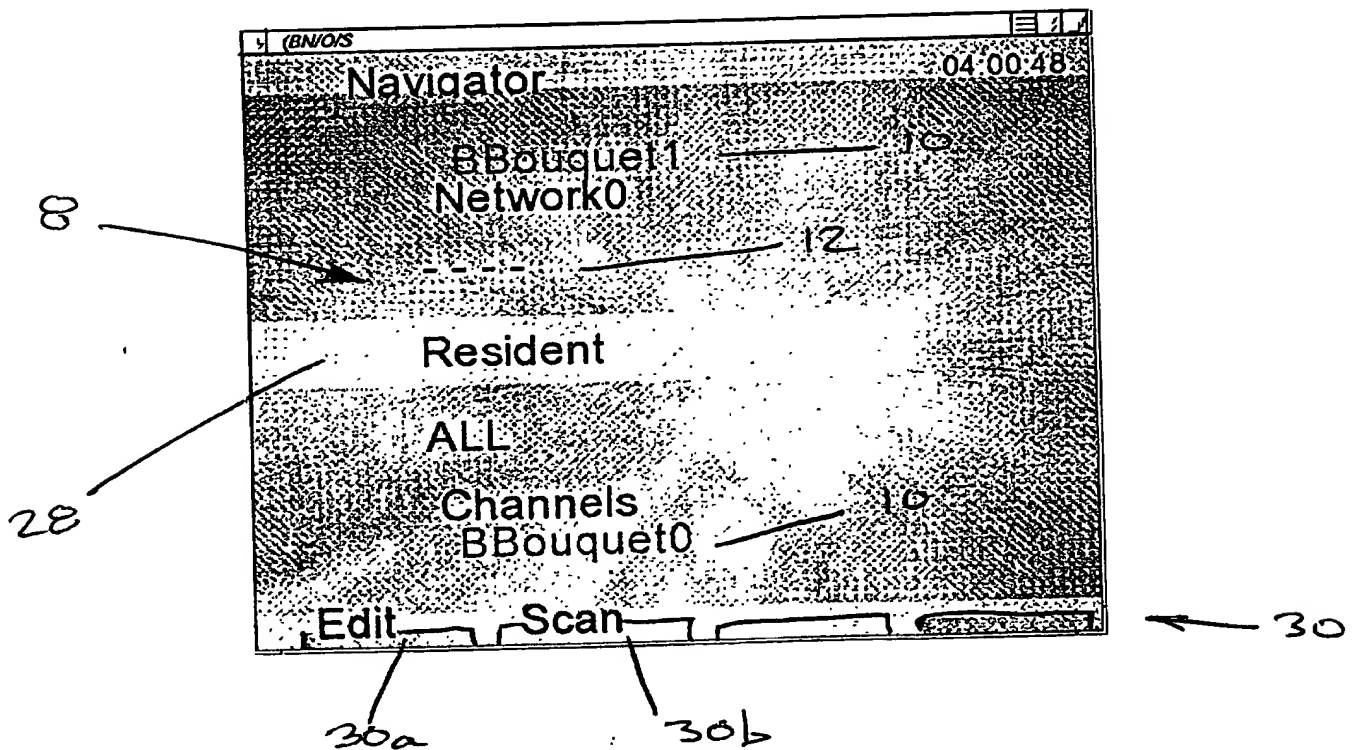 (BN/O/S
Navigator
04:00:48
BBouquet1
10
Network0
8
12
- - - -
Resident
28
ALL
Channels
10
BBouquet0
Edit
Scan
30
30a
30b